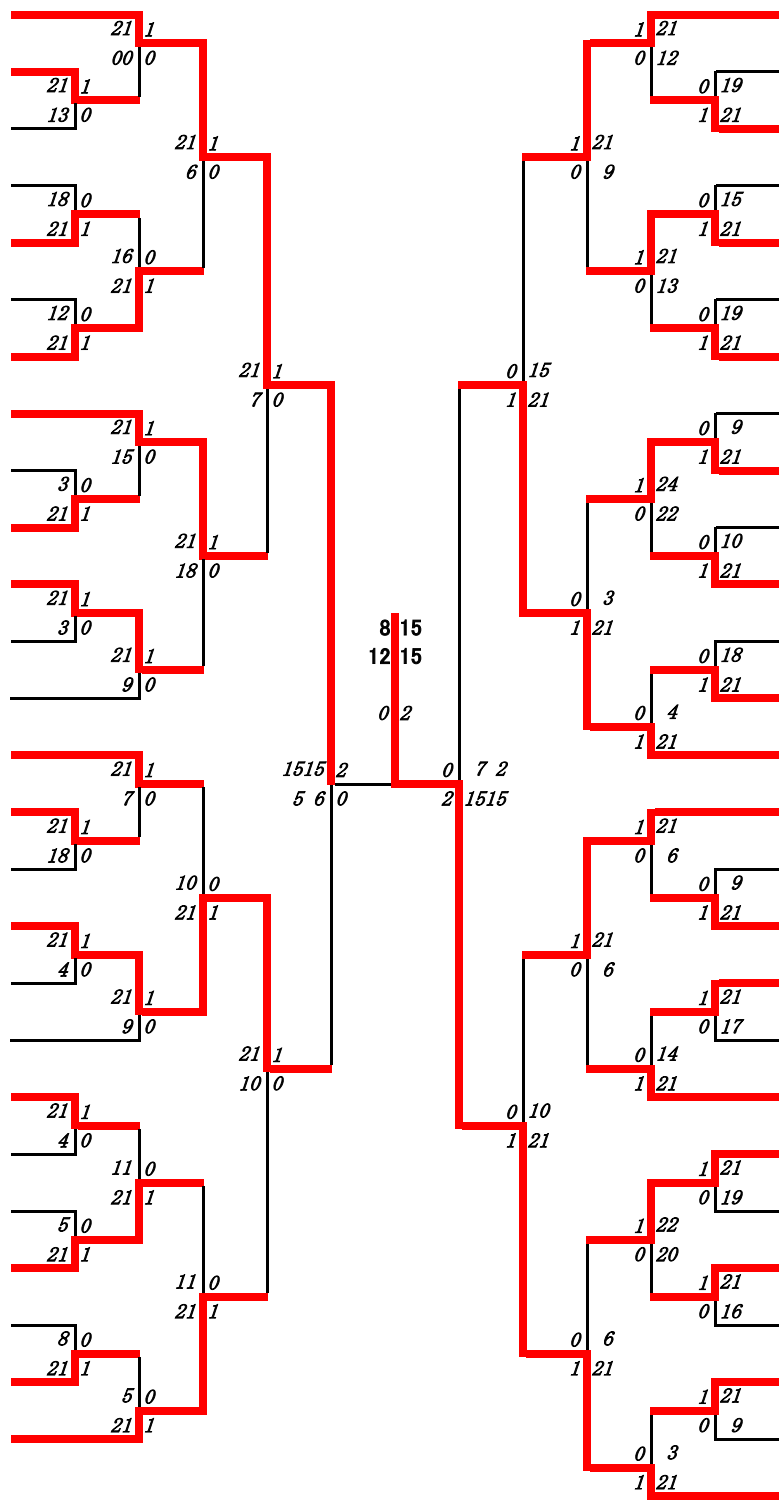 21 1 1 21
00 0 0 12
21 1 0 19
13 0 1 21
21 1 1 21
6 0 0 9
18 0 0 15
21 1 1 21
16 0 1 21
21 1 0 13
12 0 0 19
21 1 1 21
21 1 0 15
7 0 1 21
21 1 0 9
15 0 1 21
3 0 1 24
21 1 0 22
21 1 0 10
18 0 1 21
21 1 0 3
3 0 1 21
8 15
12 15
21 1 0 18
9 0 1 21
0 2 0 4
1 21
21 1 1515 2 0 7 2
7 0 5 6 0 2 1515
21 1 1 21
18 0 0 6
10 0 0 9
21 1 1 21
21 1 1 21
4 0 0 6
21 1 1 21
9 0 0 17
21 1 0 14
10 0 1 21
21 1 0 10
4 0 1 21
11 0 1 21
21 1 0 19
5 0 1 22
21 1 0 20
11 0 1 21
21 1 0 16
8 0 0 6
21 1 1 21
5 0 1 21
21 1 0 9
0 3
1 21